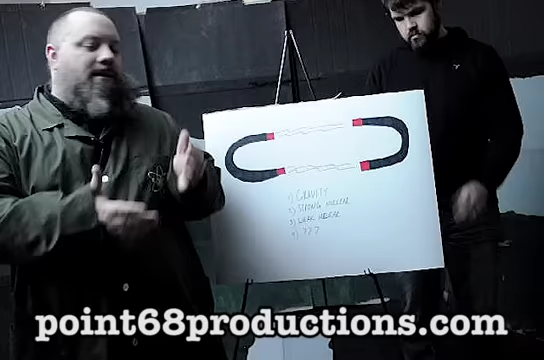 1) GRAVITY
2) STRONG NUCLEAR
3) WEAK NUCLEAR
4) ???
point68productions.com